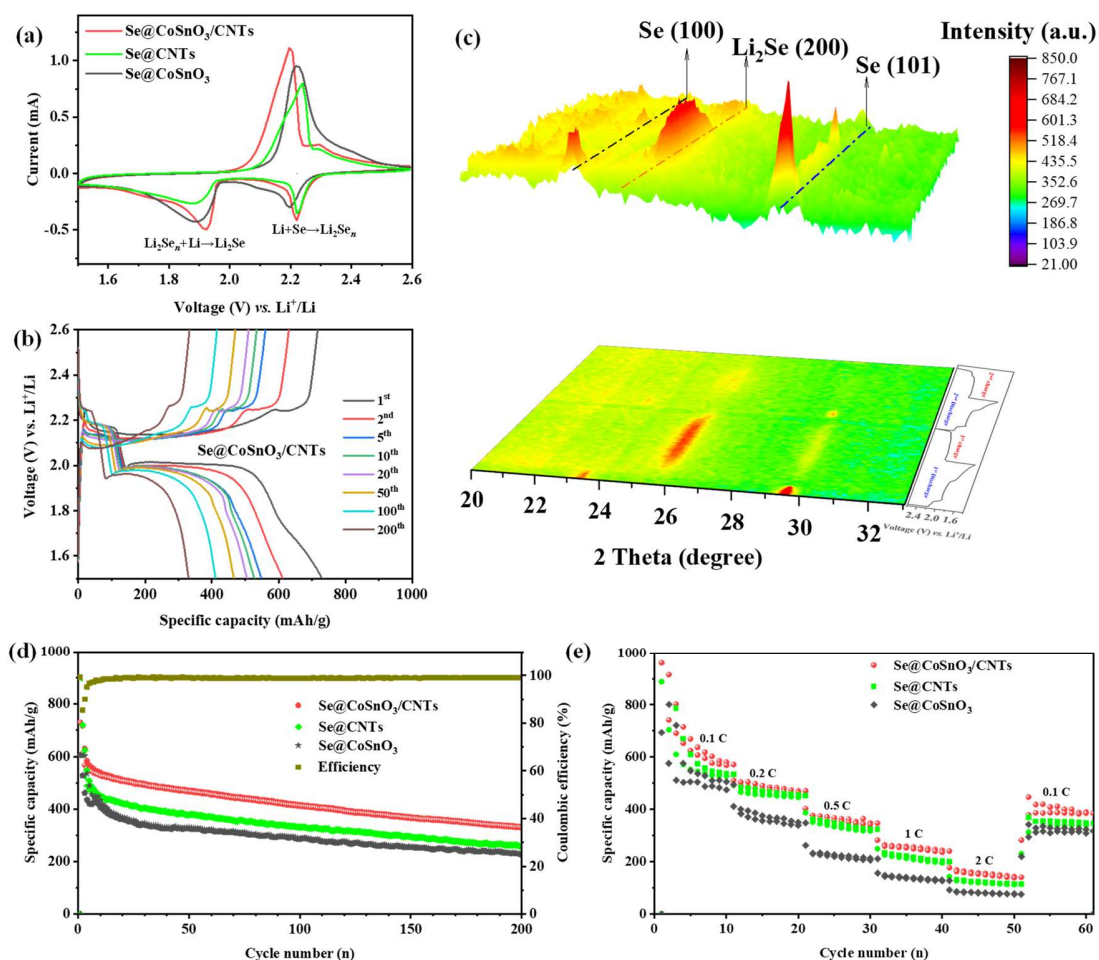 (a)
Se@CoSnO3/CNTs
Se@CNTs
Se@CoSnO3
1.0
0.5
0.0
-0.5
Current (mA)
Li2Sen+Li→Li2Se
Li+Se→Li2Sen
1.6
1.8
2.0
2.2
2.4
2.6
Voltage (V) vs. Li+/Li
(b)
2.6
2.4
2.2
2.0
1.8
1.6
Voltage (V) vs. Li+/Li
Se@CoSnO3/CNTs
1st
2nd
5th
10th
20th
50th
100th
200th
0
200
400
600
800
1000
Specific capacity (mAh/g)
(c)
Se (100)
Li2Se (200)
Se (101)
Intensity (a.u.)
850.0
767.1
684.2
601.3
518.4
435.5
352.6
269.7
186.8
103.9
21.00
20
22
24
26
28
30
32
2 Theta (degree)
2nd Charge
2nd Discharge
1st Charge
1st Discharge
2.4 2.0 1.6
Voltage (V) vs. Li+/Li
(d)
1000
800
600
400
200
0
Specific capacity (mAh/g)
Se@CoSnO3/CNTs
Se@CNTs
Se@CoSnO3
Efficiency
100
80
60
40
20
0
Coulombic efficiency (%)
0
50
100
150
200
Cycle number (n)
(e)
1000
800
600
400
200
0
Specific capacity (mAh/g)
Se@CoSnO3/CNTs
Se@CNTs
Se@CoSnO3
0.1 C
0.2 C
0.5 C
1 C
2 C
0.1 C
0
10
20
30
40
50
60
Cycle number (n)